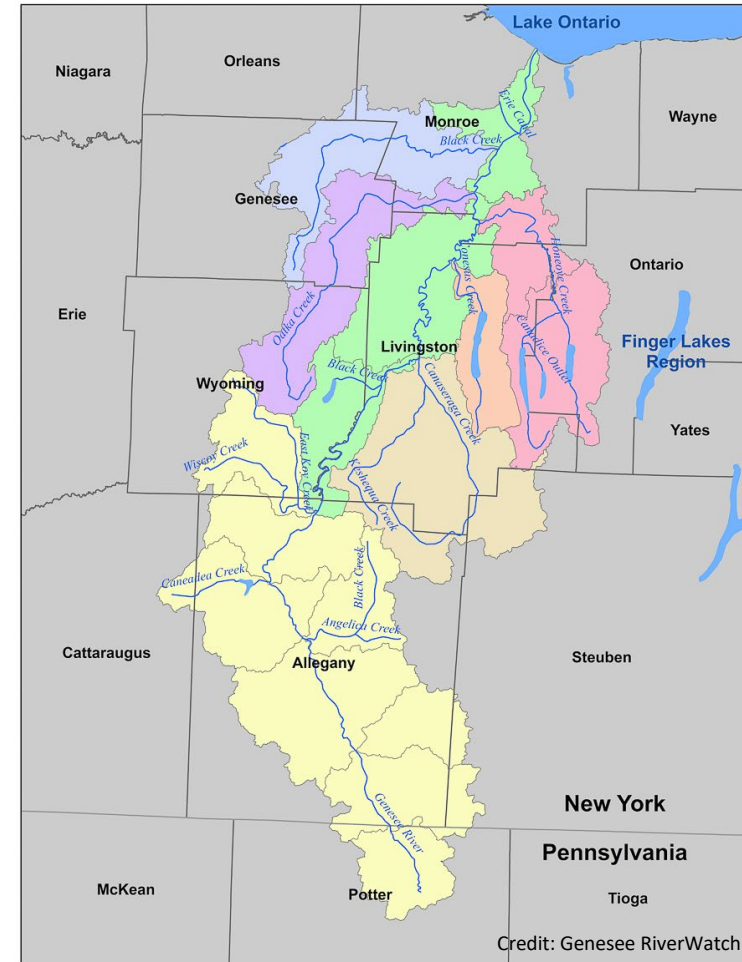 Lake Ontario
Orleans
Niagara
Erie Canal
Wayne
Monroe
Black Creek
Genesee
Honeoye Creek
Ontario
Conesus Creek
Oatka Creek
Erie
Canadice Outlet
Finger Lakes
Region
Livingston
Black Creek
Wyoming
Canaseraga Creek
Yates
East Koy Creek
Wiscoy Creek
Keshequa Creek
Caneadea Creek
Black Creek
Angelica Creek
Cattaraugus
Allegany
Steuben
New York
Genesee River
Pennsylvania
McKean
Potter
Tioga
Credit: Genesee RiverWatch